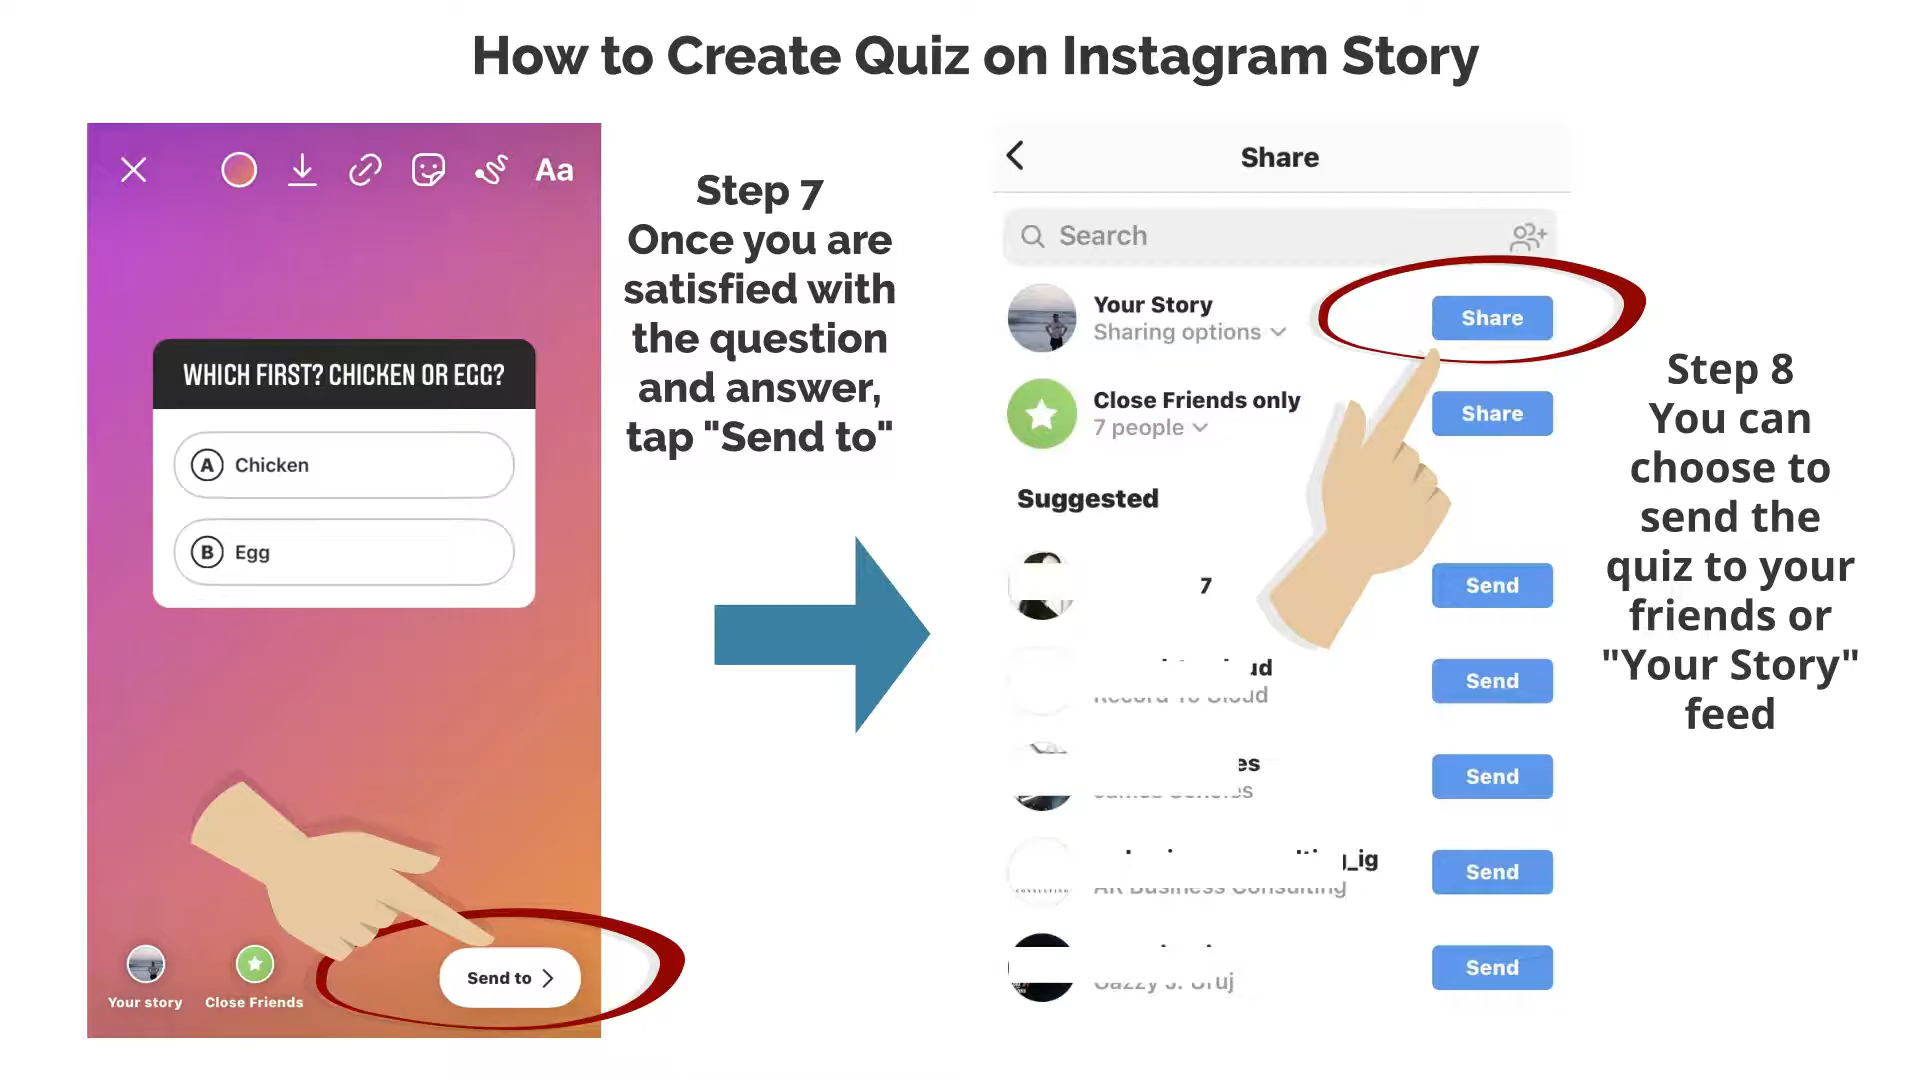 How to Create Quiz on Instagram Story
Aa
WHICH FIRST? CHICKEN OR EGG?
A Chicken
B Egg
Your story
Close Friends
Send to
Step 7
Once you are
satisfied with
the question
and answer,
tap "Send to"
Share
Search
Your Story
Sharing options
Share
Close Friends only
7 people
Share
Suggested
7
Send
Send
Send
AR Business Consulting
Send
Send
Step 8
You can
choose to
send the
quiz to your
friends or
"Your Story"
feed